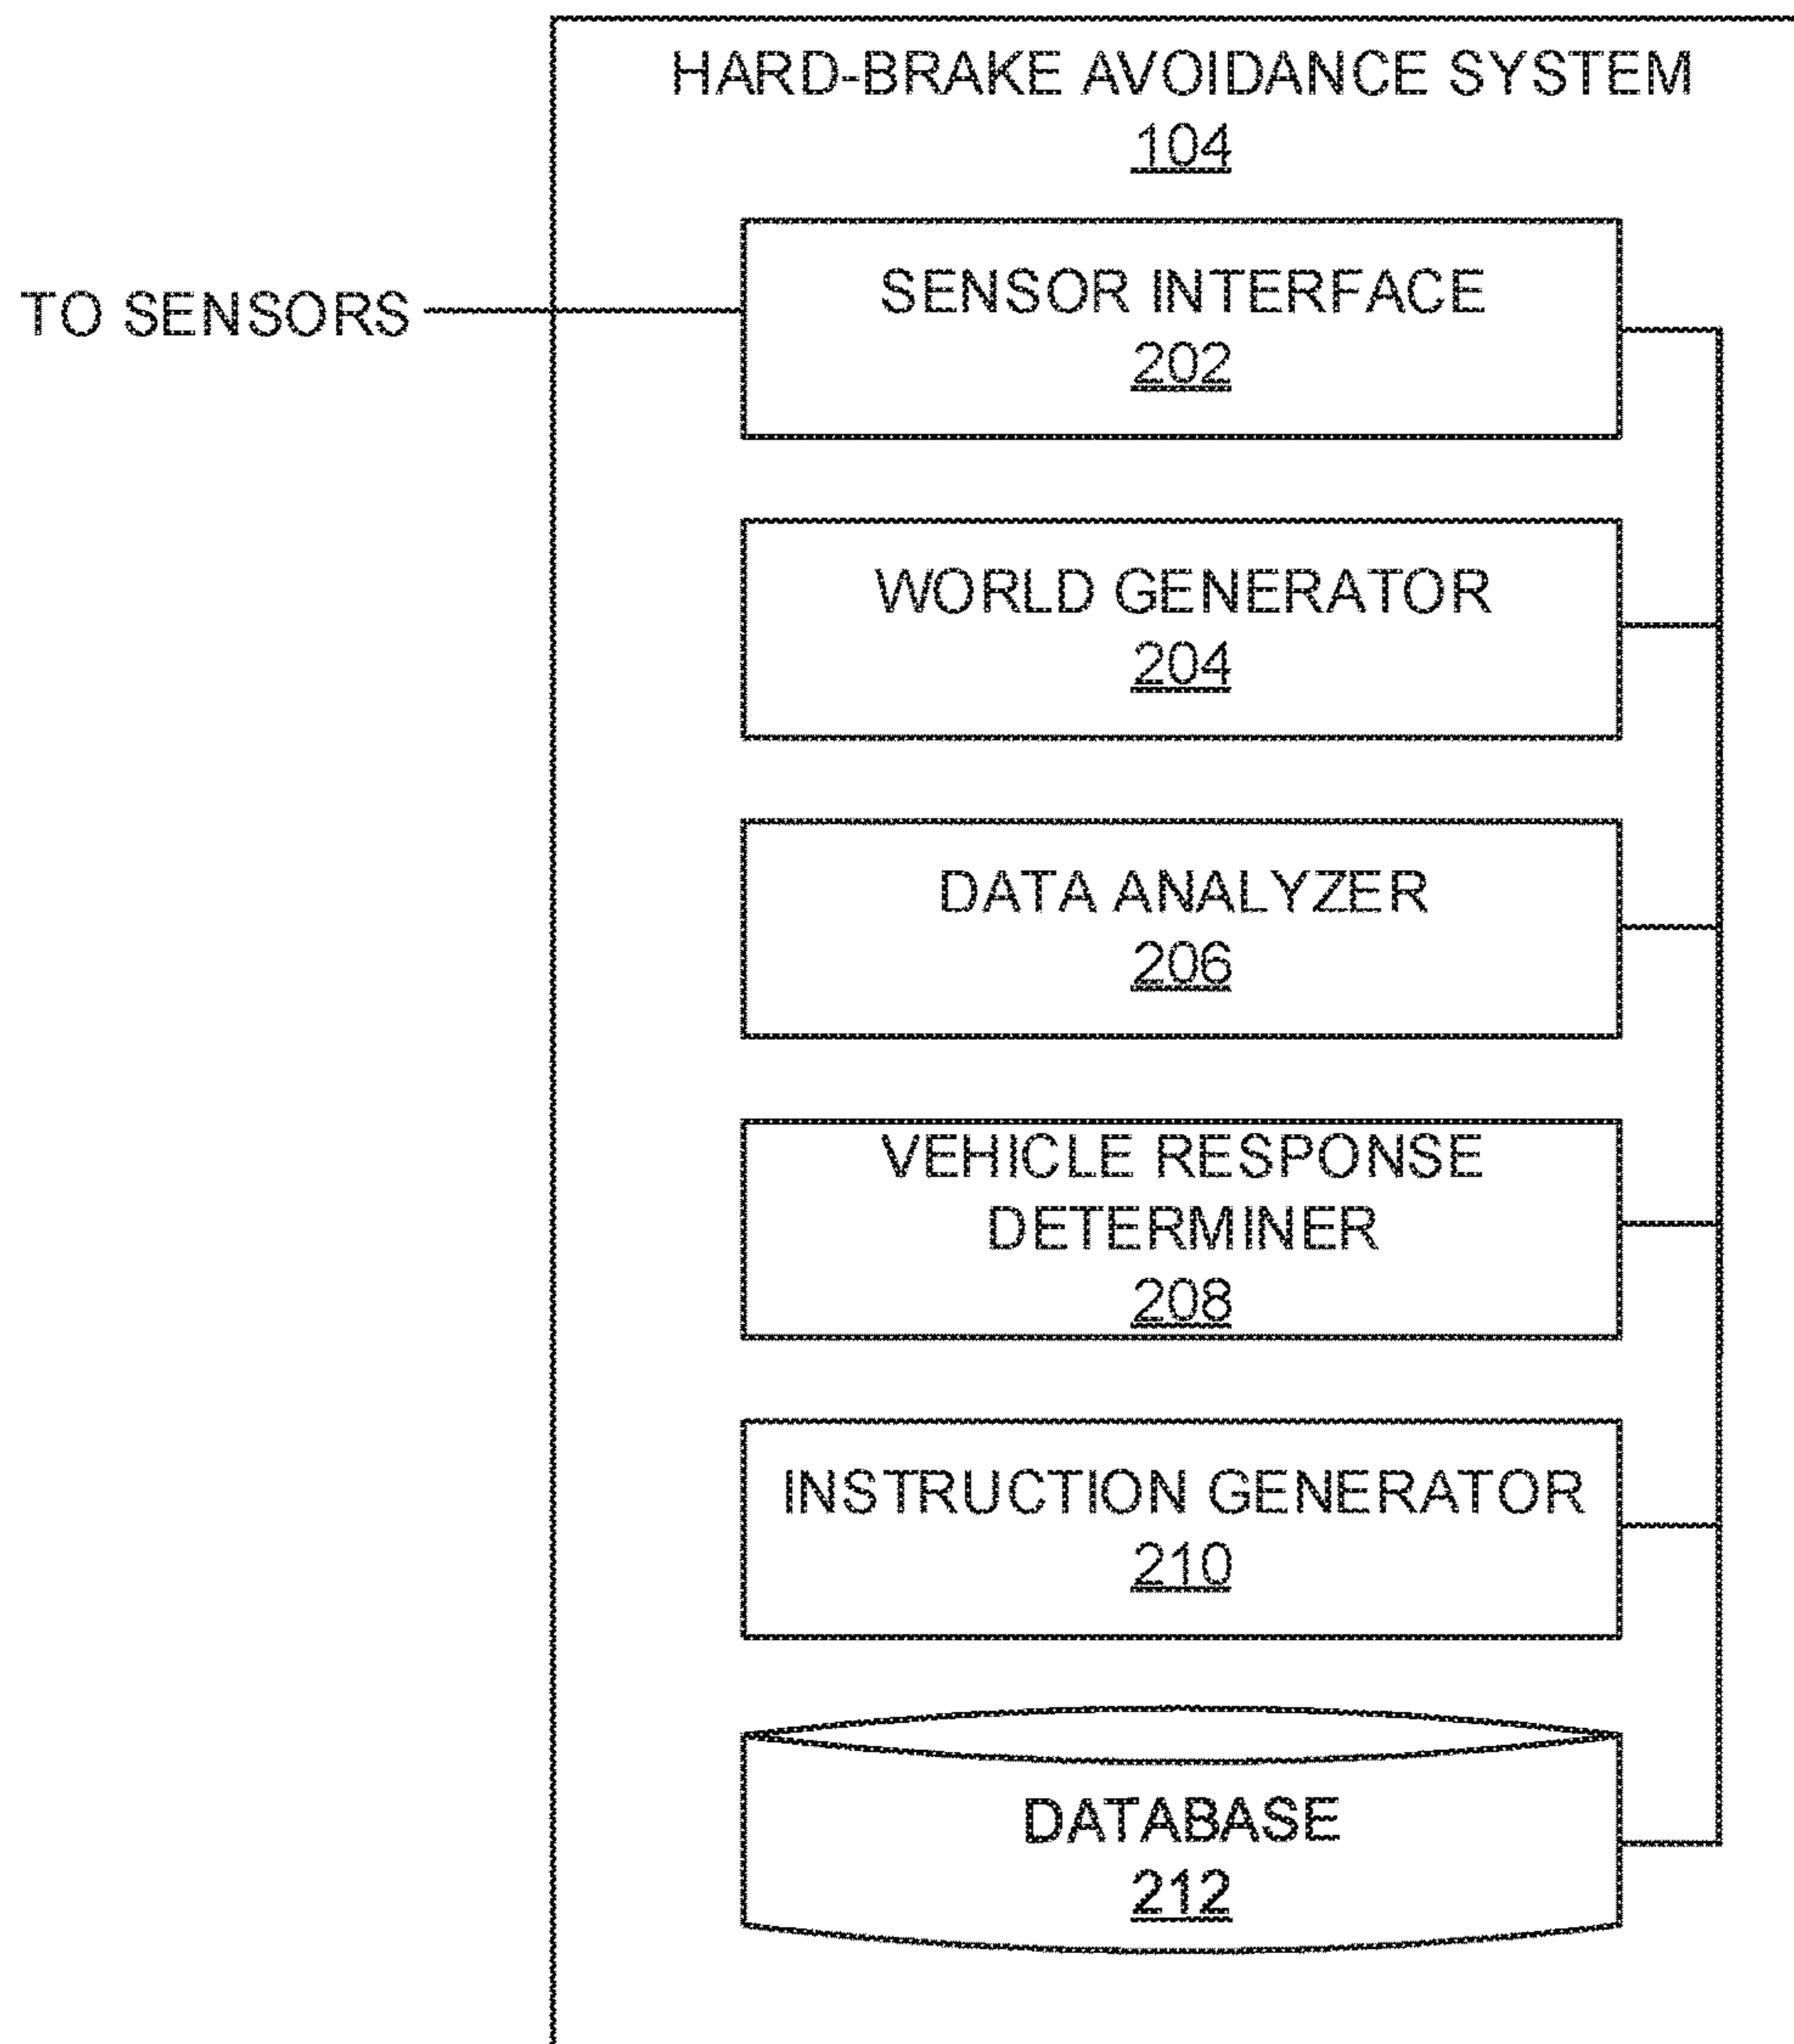 HARD-BRAKE AVOIDANCE SYSTEM
104
TO SENSORS
SENSOR INTERFACE
202
WORLD GENERATOR
204
DATA ANALYZER
206
VEHICLE RESPONSE
DETERMINER
208
INSTRUCTION GENERATOR
210
DATABASE
212